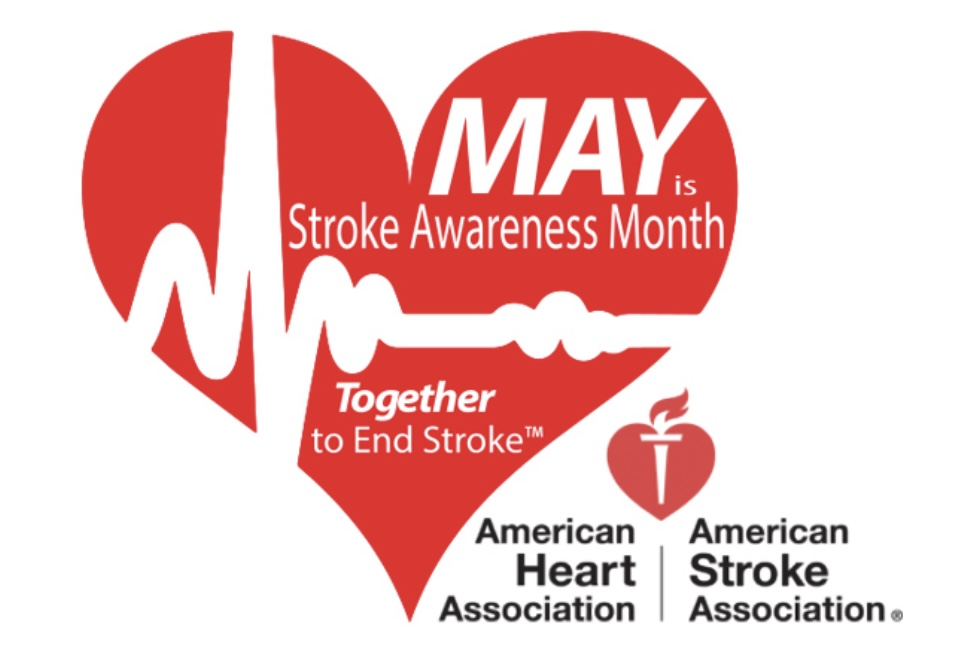 MAY is
Stroke Awareness Month
Together
to End Stroke™
American
Heart
Association
American
Stroke
Association®